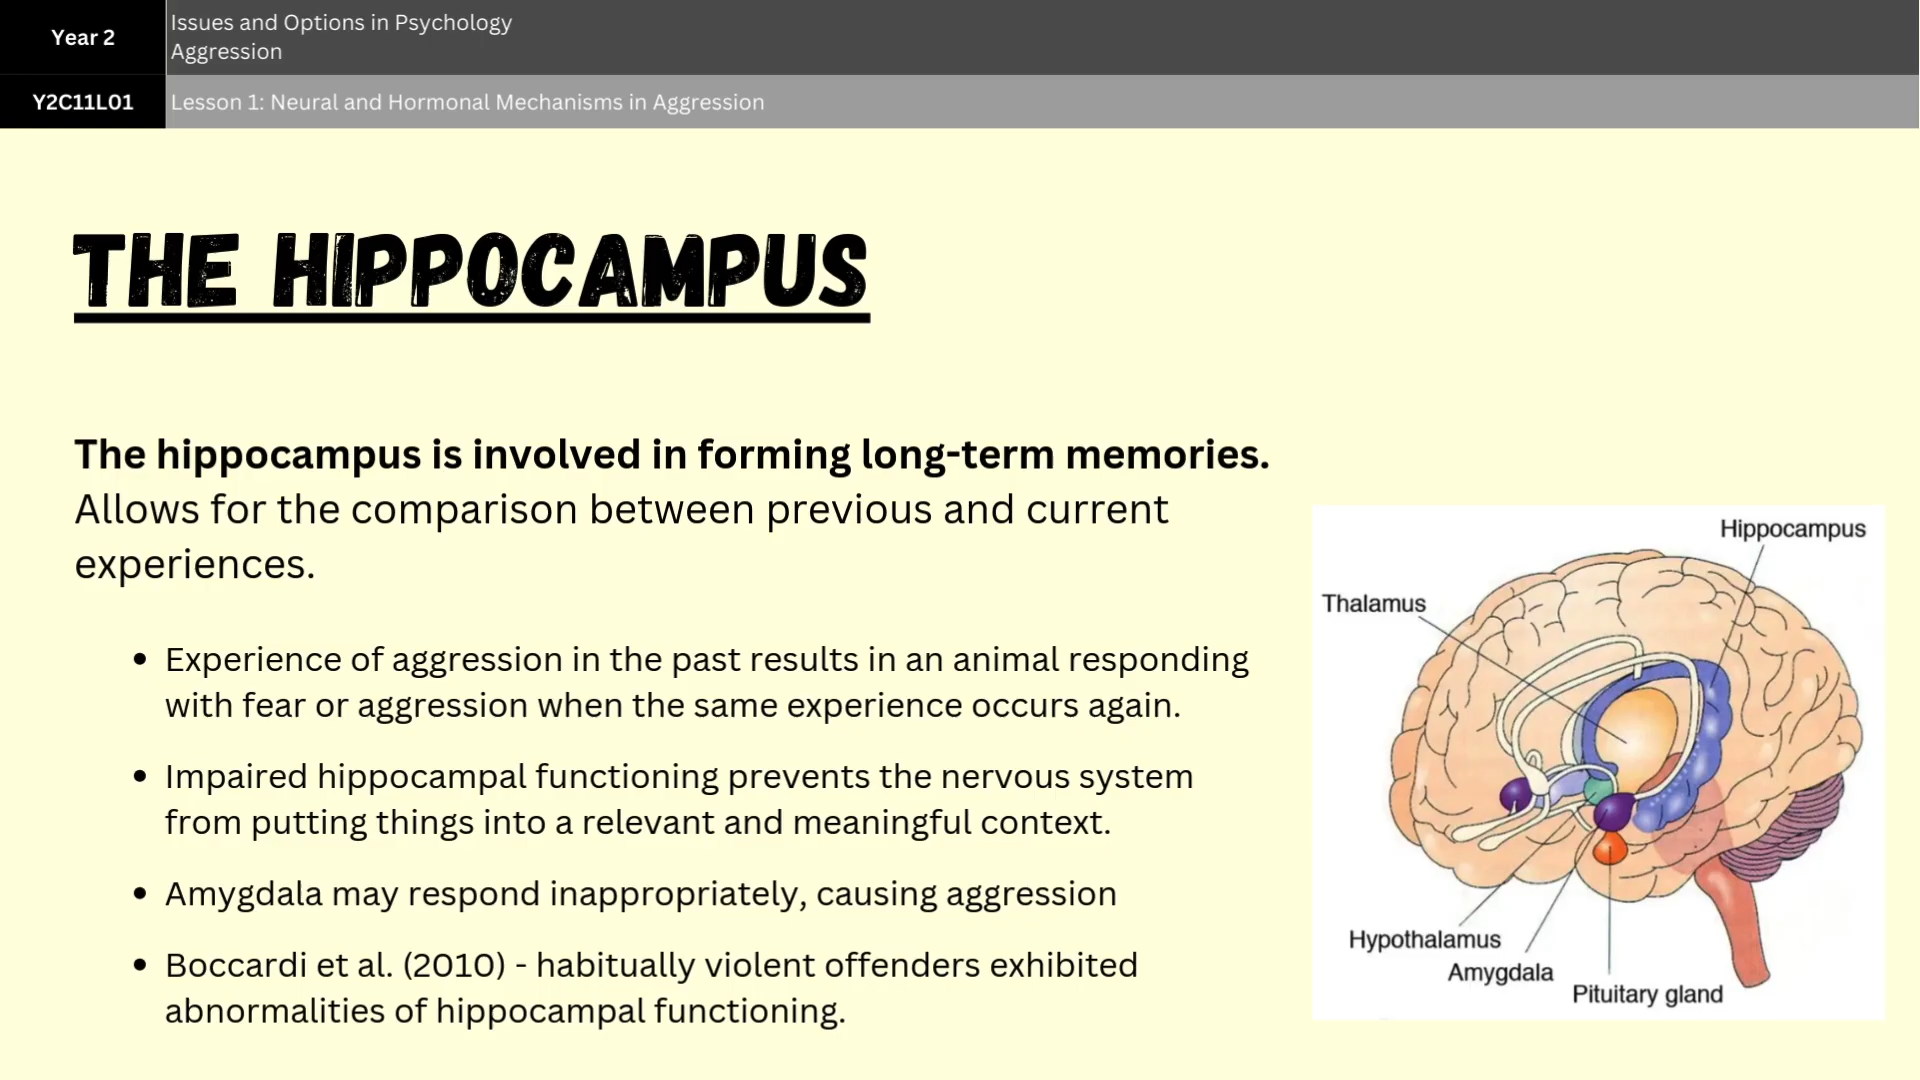 Year 2
Issues and Options in Psychology
Aggression
Y2C11L01
Lesson 1: Neural and Hormonal Mechanisms in Aggression
THE HIPPOCAMPUS
The hippocampus is involved in forming long-term memories.
Allows for the comparison between previous and current
experiences.
• Experience of aggression in the past results in an animal responding
with fear or aggression when the same experience occurs again.
• Impaired hippocampal functioning prevents the nervous system
from putting things into a relevant and meaningful context.
• Amygdala may respond inappropriately, causing aggression
• Boccardi et al. (2010) - habitually violent offenders exhibited
abnormalities of hippocampal functioning.
Hippocampus
Thalamus
Hypothalamus
Amygdala
Pituitary gland